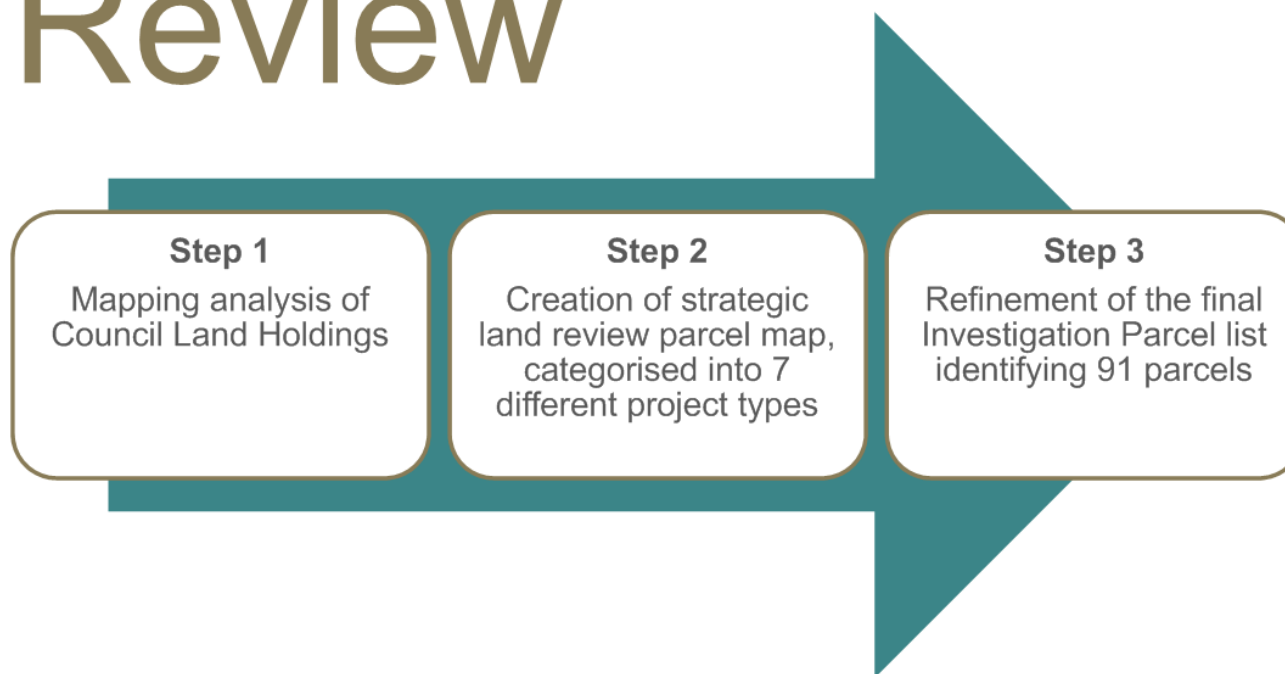 Review
Step 1
Mapping analysis of
Council Land Holdings
Step 2
Creation of strategic
land review parcel map,
categorised into 7
different project types
Step 3
Refinement of the final
Investigation Parcel list
identifying 91 parcels